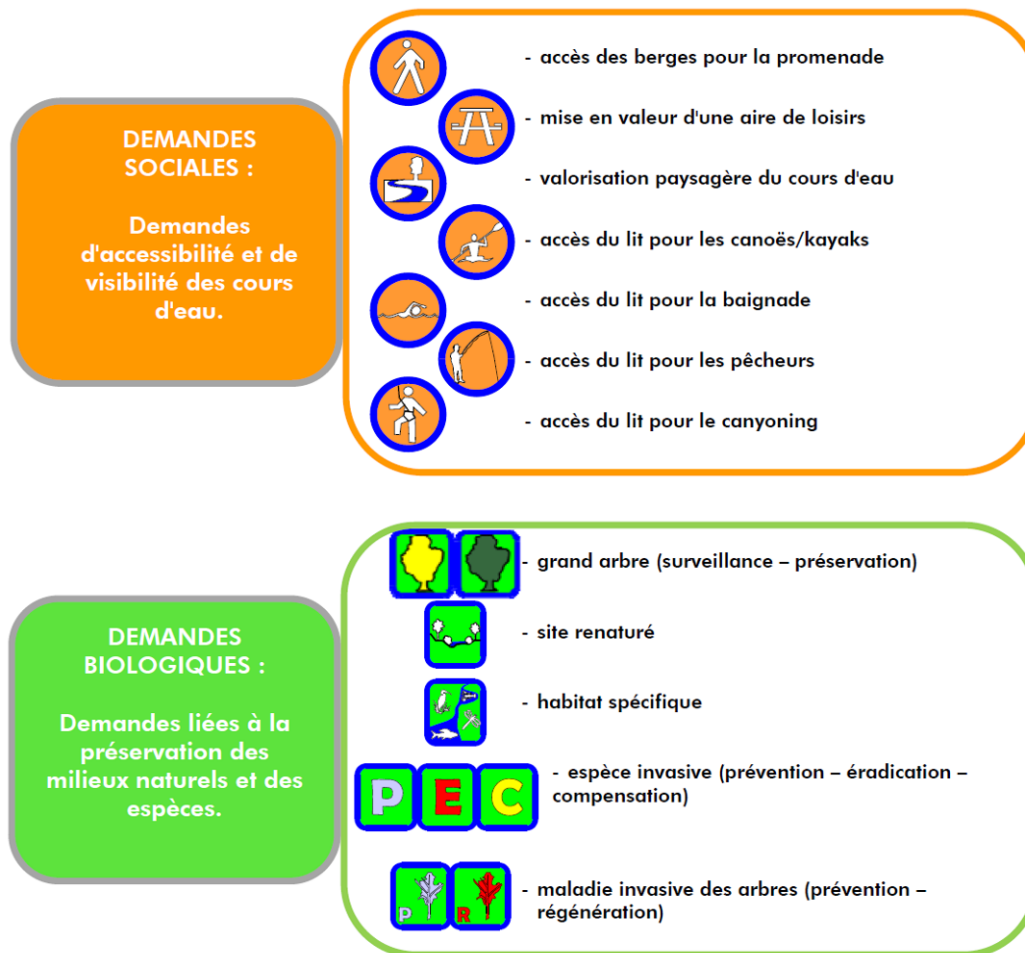 DEMANDES
SOCIALES :
Demandes
d'accessibilité et de
visibilité des cours
d'eau.
- accès des berges pour la promenade
- mise en valeur d'une aire de loisirs
- valorisation paysagère du cours d'eau
- accès du lit pour les canoës/kayaks
- accès du lit pour la baignade
- accès du lit pour les pêcheurs
- accès du lit pour le canyoning
DEMANDES
BIOLOGIQUES :
Demandes liées à la
préservation des
milieux naturels et des
espèces.
- grand arbre (surveillance – préservation)
- site renaturé
- habitat spécifique
P E C
- espèce invasive (prévention – éradication –
compensation)
P R
- maladie invasive des arbres (prévention –
régénération)